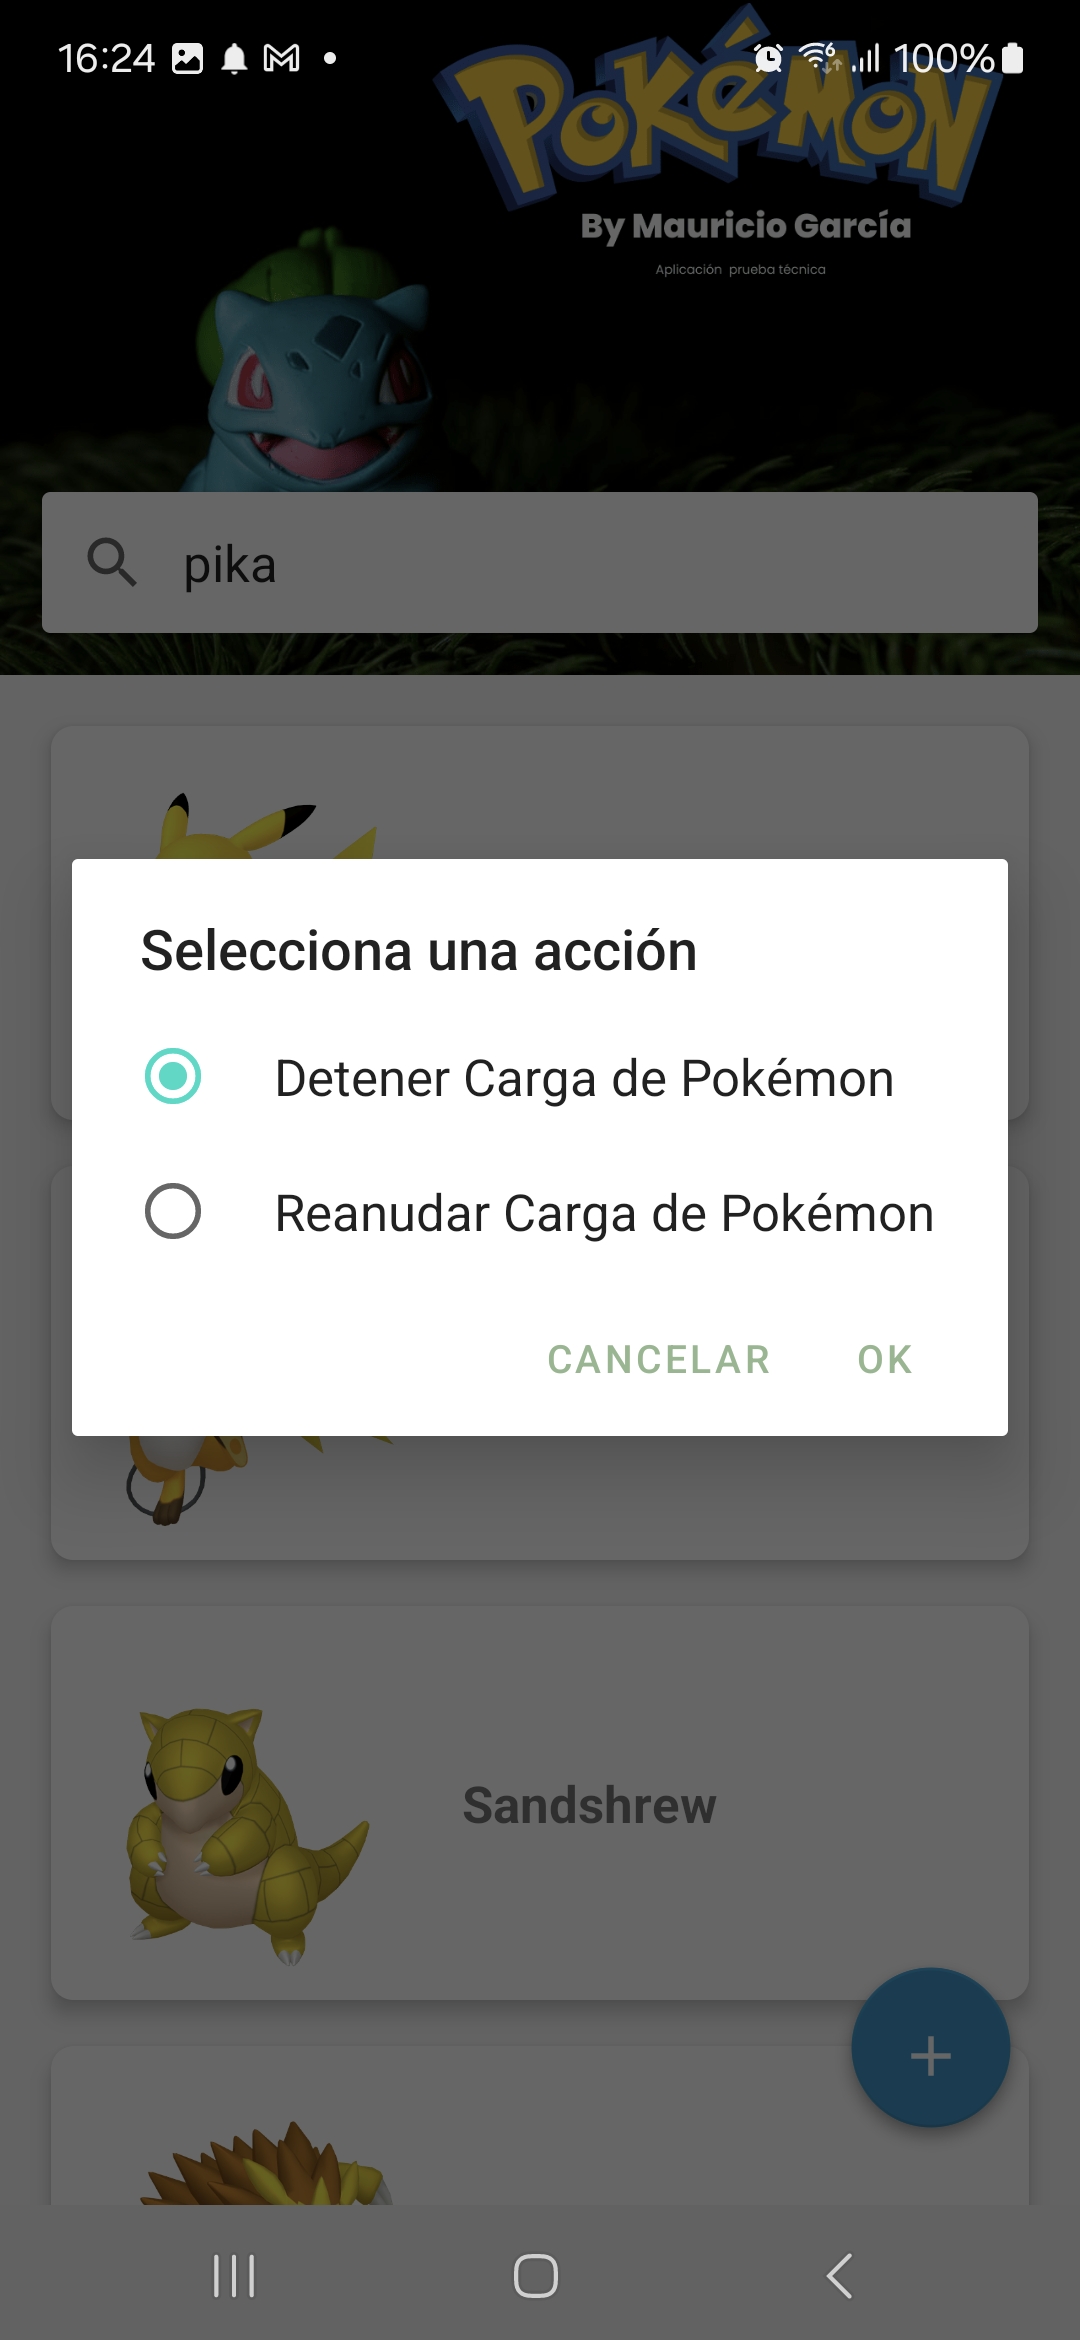 16:24
100%
Pokémon
By Mauricio García
Aplicación prueba técnica
pika
Selecciona una acción
Detener Carga de Pokémon
Reanudar Carga de Pokémon
CANCELAR OK
Sandshrew